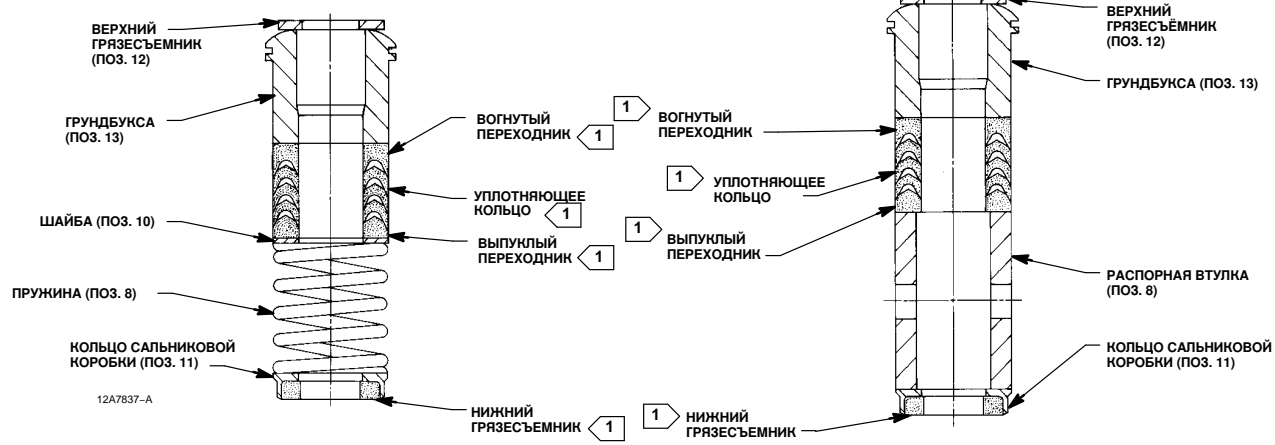 ВЕРХНИЙ
ГРЯЗЕСЪЕМНИК
(ПОЗ. 12)
ГРУНДБУКСА
(ПОЗ. 13)
ШАЙБА (ПОЗ. 10)
ПРУЖИНА (ПОЗ. 8)
КОЛЬЦО САЛЬНИКОВОЙ
КОРОБКИ (ПОЗ. 11)
12A7837–A
ВОГНУТЫЙ
ПЕРЕХОДНИК 1
УПЛОТНЯЮЩЕЕ
КОЛЬЦО 1
ВЫПУКЛЫЙ
ПЕРЕХОДНИК 1
НИЖНИЙ
ГРЯЗЕСЪЕМНИК 1
1 ВОГНУТЫЙ
ПЕРЕХОДНИК
1 УПЛОТНЯЮЩЕЕ
КОЛЬЦО
1 ВЫПУКЛЫЙ
ПЕРЕХОДНИК
1 НИЖНИЙ
ГРЯЗЕСЪЕМНИК
ВЕРХНИЙ
ГРЯЗЕСЪЁМНИК
(ПОЗ. 12)
ГРУНДБУКСА (ПОЗ. 13)
РАСПОРНАЯ ВТУЛКА
(ПОЗ. 8)
КОЛЬЦО САЛЬНИКОВОЙ
КОРОБКИ (ПОЗ. 11)